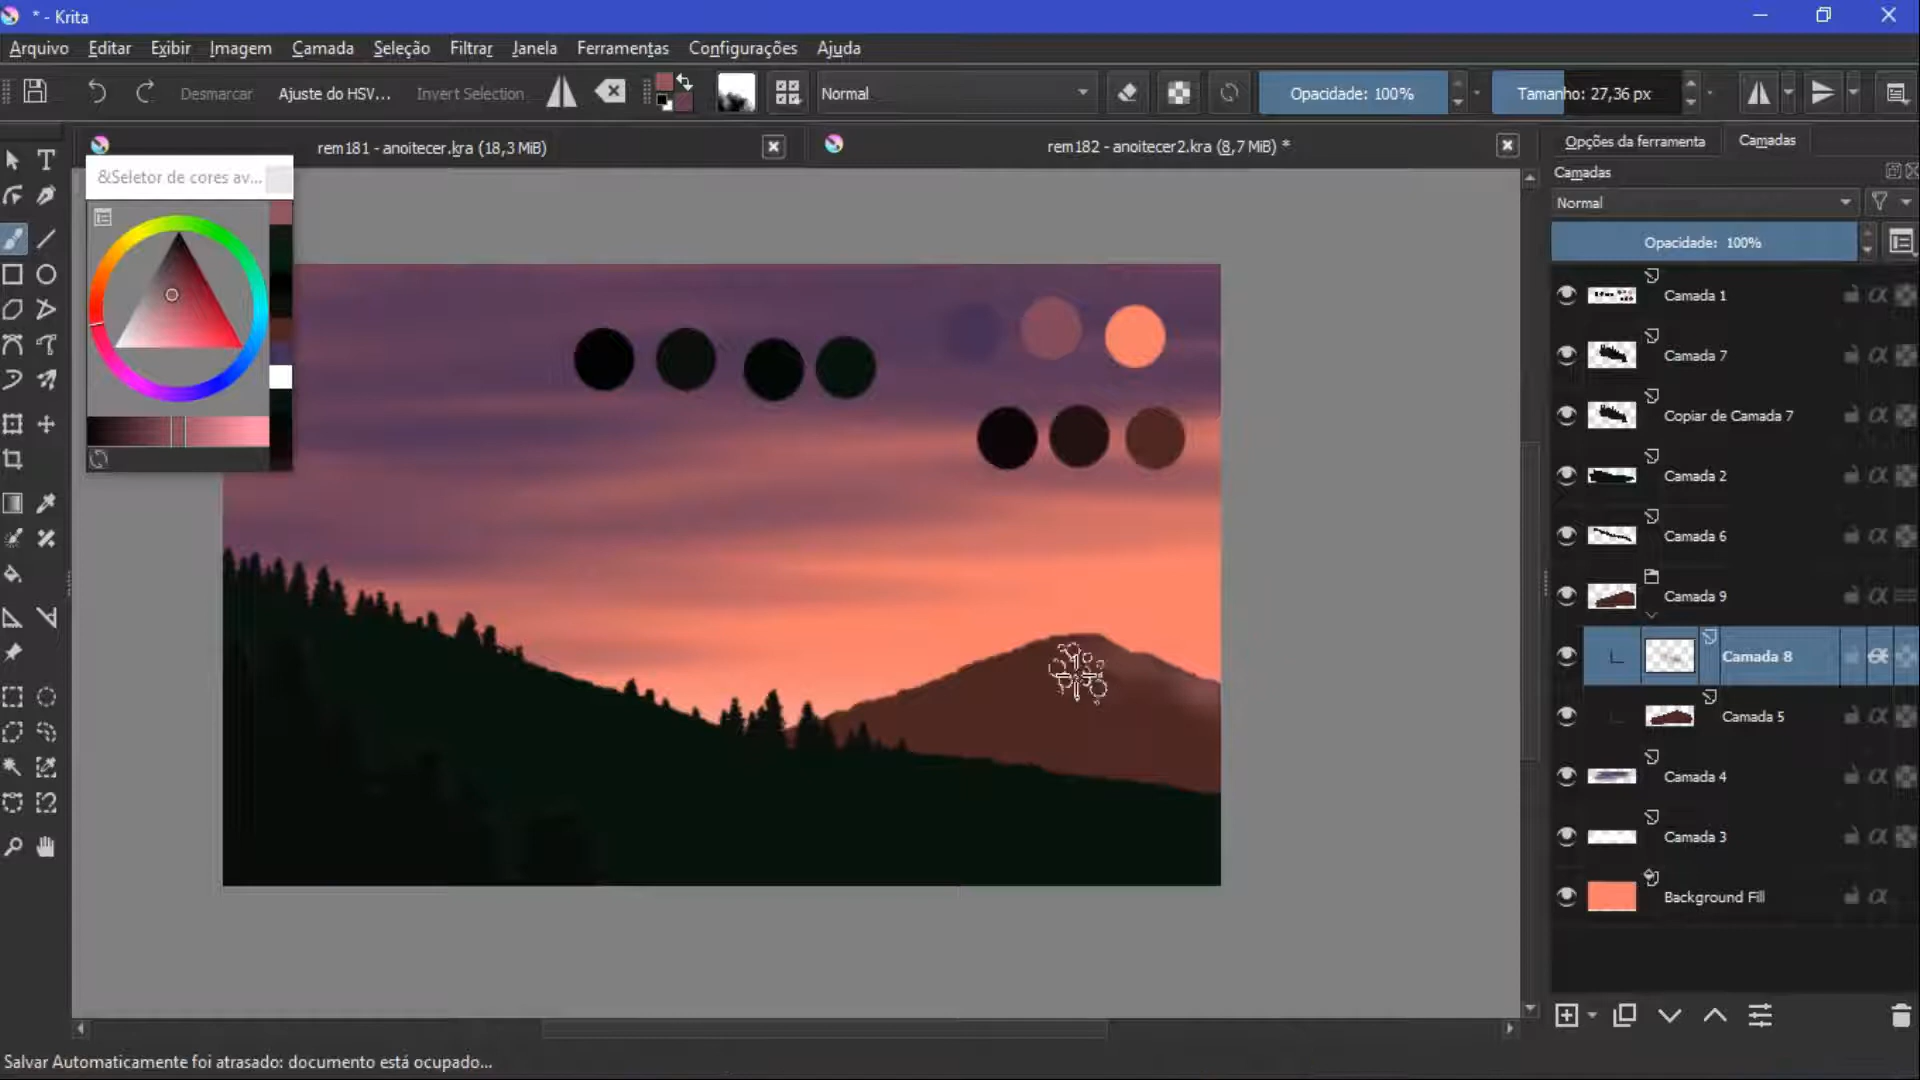 * - Krita
Arquivo Editar Exibir Imagem Camada Seleção Filtrar Janela Ferramentas Configurações Ajuda
Desmarcar Ajuste do HSV... Invert Selection Normal Opacidade: 100% Tamanho: 27,36 px
rem181 - anoitecer.kra (18,3 MiB) rem182 - anoitecer2.kra (8,7 MiB) * Opções da ferramenta Camadas
&Seletor de cores av...
Camadas
Normal
Opacidade: 100%
Camada 1
Camada 7
Copiar de Camada 7
Camada 2
Camada 6
Camada 9
Camada 8
Camada 5
Camada 4
Camada 3
Background Fill
Salvar Automaticamente foi atrasado: documento está ocupado...